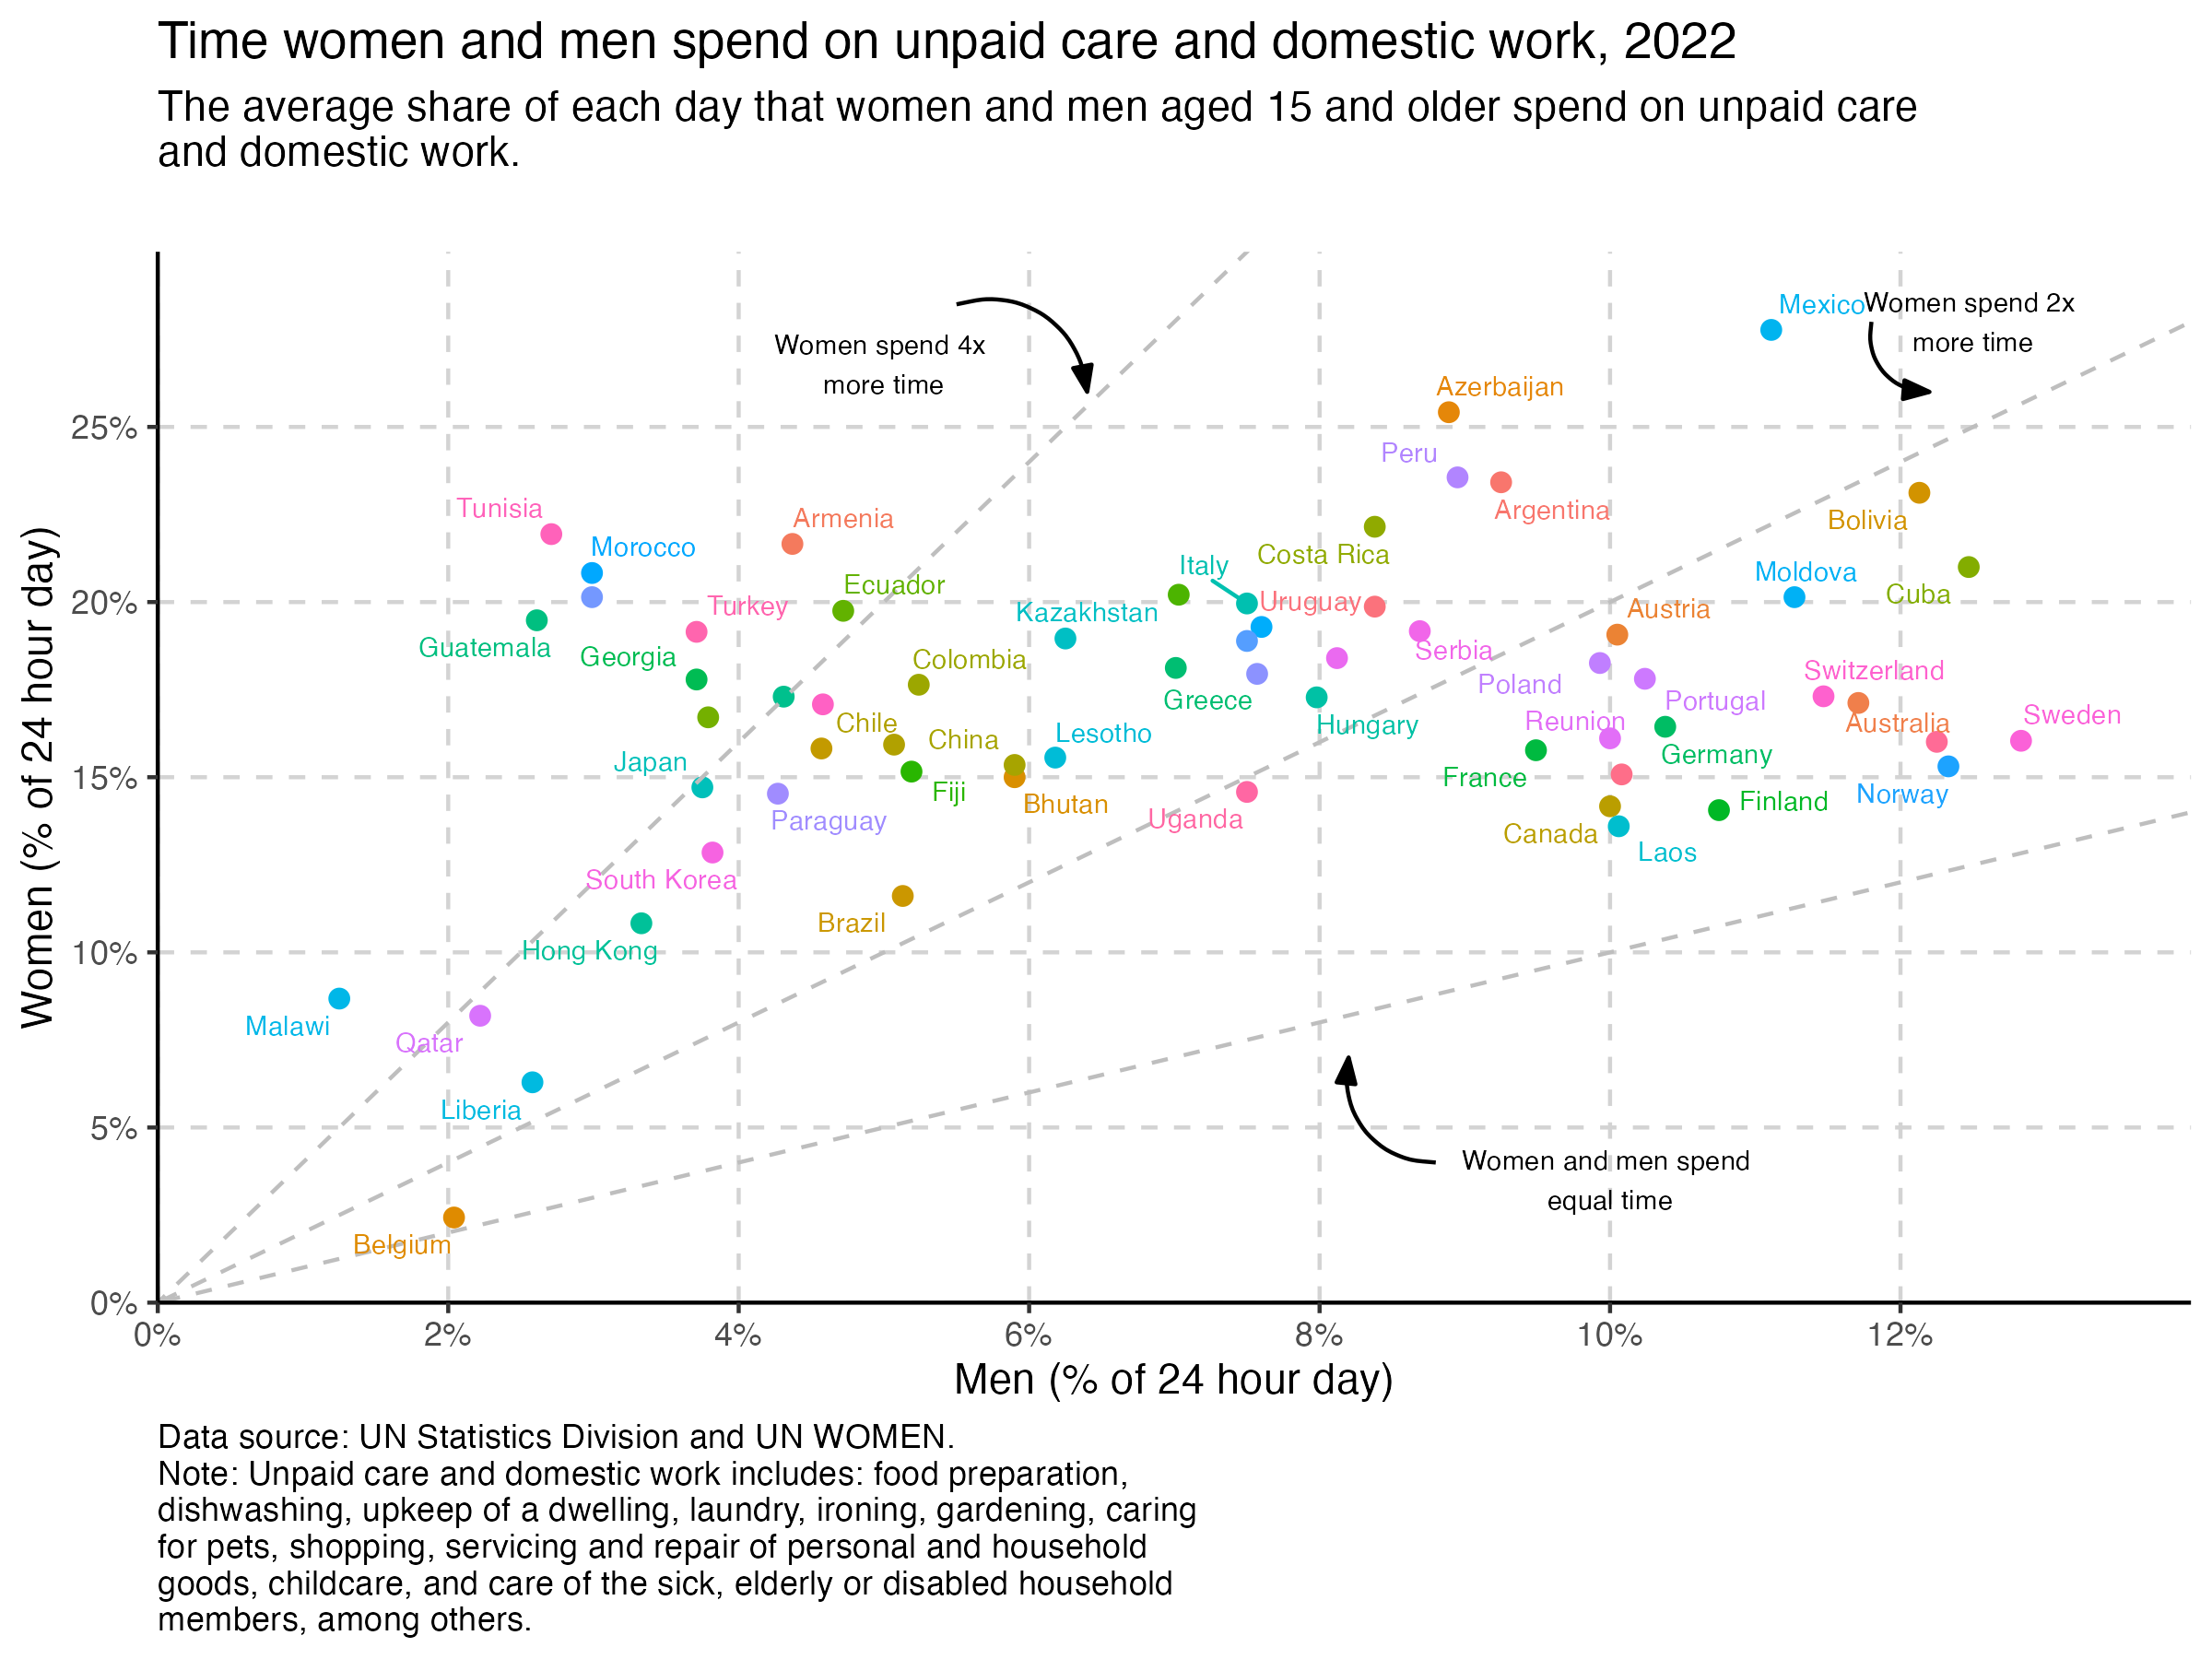 Time women and men spend on unpaid care and domestic work, 2022
The average share of each day that women and men aged 15 and older spend on unpaid care
and domestic work.
Women (% of 24 hour day)
25%
20%
15%
10%
5%
0%
Mexico
Women spend 2x
more time
Women spend 4x
more time
Azerbaijan
Peru
Argentina
Tunisia
Armenia
Bolivia
Morocco
Costa Rica
Italy
Moldova
Ecuador
Cuba
Turkey
Kazakhstan
Uruguay
Austria
Guatemala
Georgia
Colombia
Serbia
Switzerland
Poland
Portugal
Greece
Sweden
Chile
Reunion
Australia
Hungary
Lesotho
China
Japan
Germany
France
Fiji
Norway
Bhutan
Finland
Paraguay
Uganda
Canada
Laos
South Korea
Brazil
Hong Kong
Malawi
Qatar
Liberia
Women and men spend
equal time
Belgium
0%
2%
4%
6%
8%
10%
12%
Men (% of 24 hour day)
Data source: UN Statistics Division and UN WOMEN.
Note: Unpaid care and domestic work includes: food preparation,
dishwashing, upkeep of a dwelling, laundry, ironing, gardening, caring
for pets, shopping, servicing and repair of personal and household
goods, childcare, and care of the sick, elderly or disabled household
members, among others.